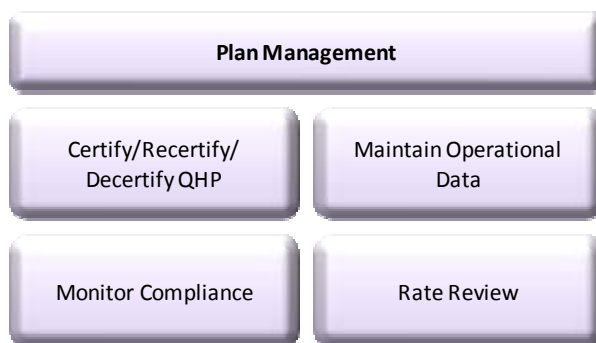 Plan Management
Certify/Recertify/
Decertify QHP
Maintain Operational
Data
Monitor Compliance
Rate Review